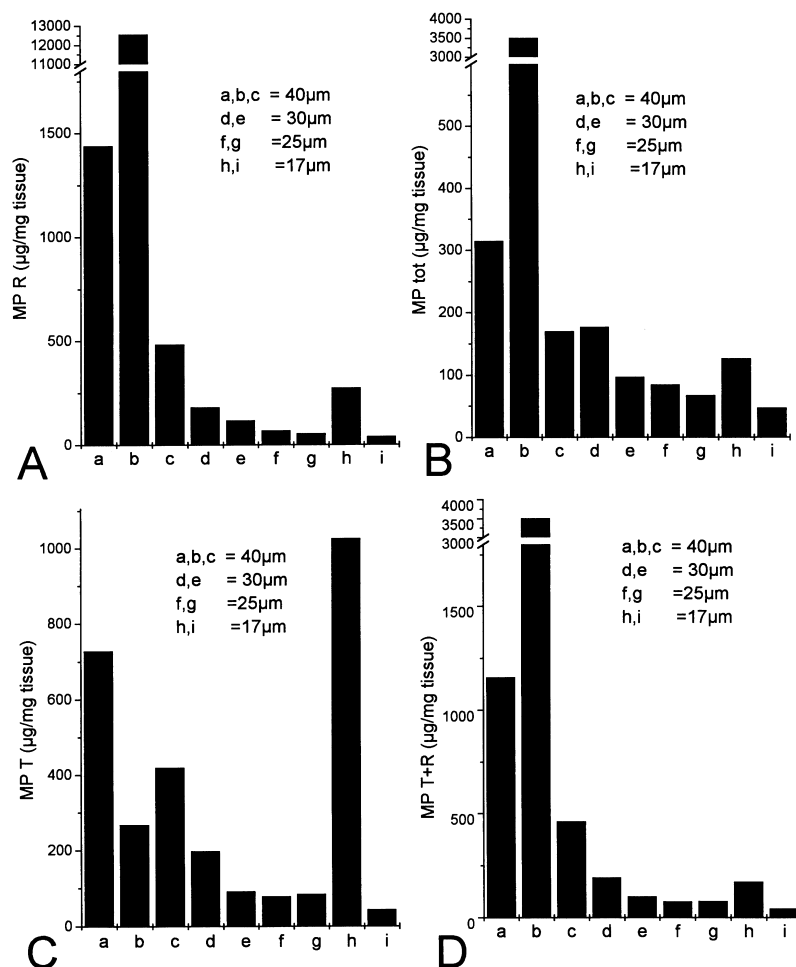 13000
12000
11000
1500
1000
500
0
MP R (µg/mg tissue)
a,b,c = 40µm
d,e = 30µm
f,g =25µm
h,i =17µm
a b c d e f g h i
A
4000
3500
3000
500
400
300
200
100
0
MP tot (µg/mg tissue)
a,b,c = 40µm
d,e = 30µm
f,g =25µm
h,i =17µm
a b c d e f g h i
B
1000
800
600
400
200
0
MP T (µg/mg tissue)
a,b,c = 40µm
d,e = 30µm
f,g =25µm
h,i =17µm
a b c d e f g h i
C
4000
3500
3000
1500
1000
500
0
MP T+R (µg/mg tissue)
a,b,c = 40µm
d,e = 30µm
f,g =25µm
h,i =17µm
a b c d e f g h i
D